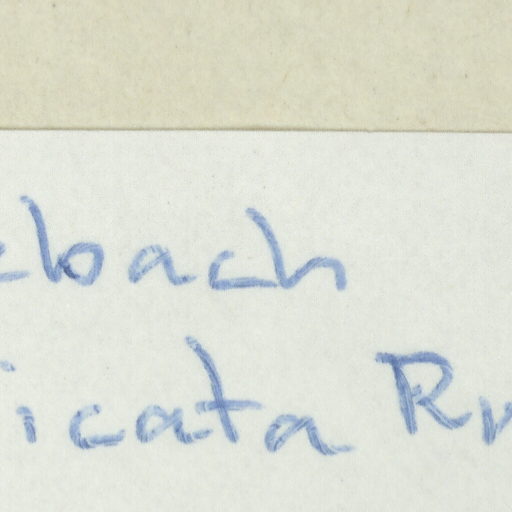 ebach
icata R